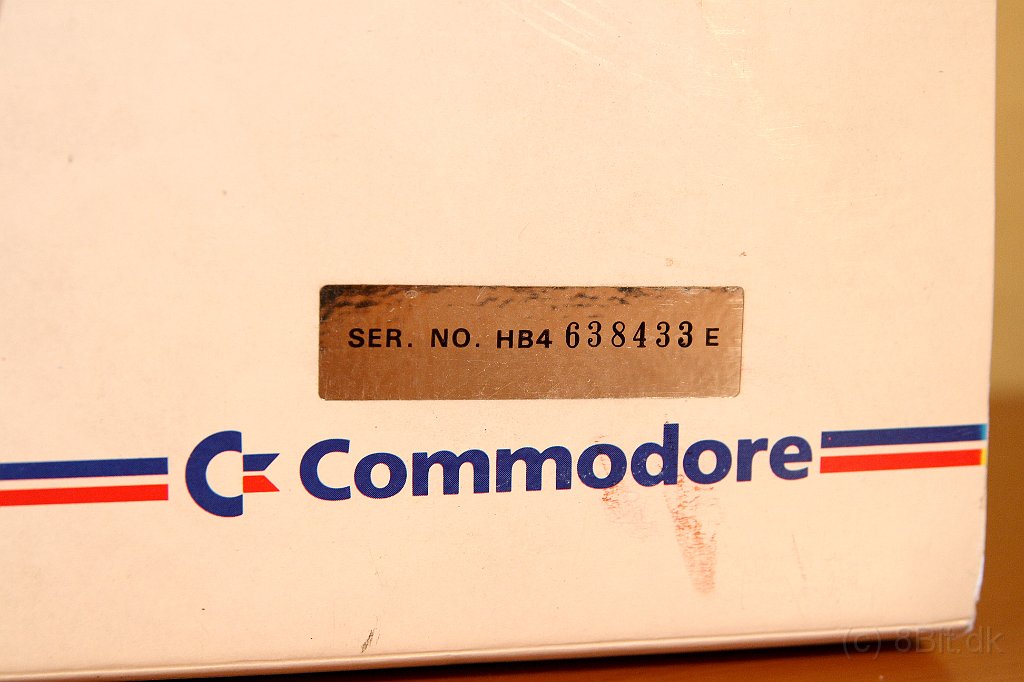 SER. NO. HB4 638433 E
Commodore
(c) 8Bit.dk